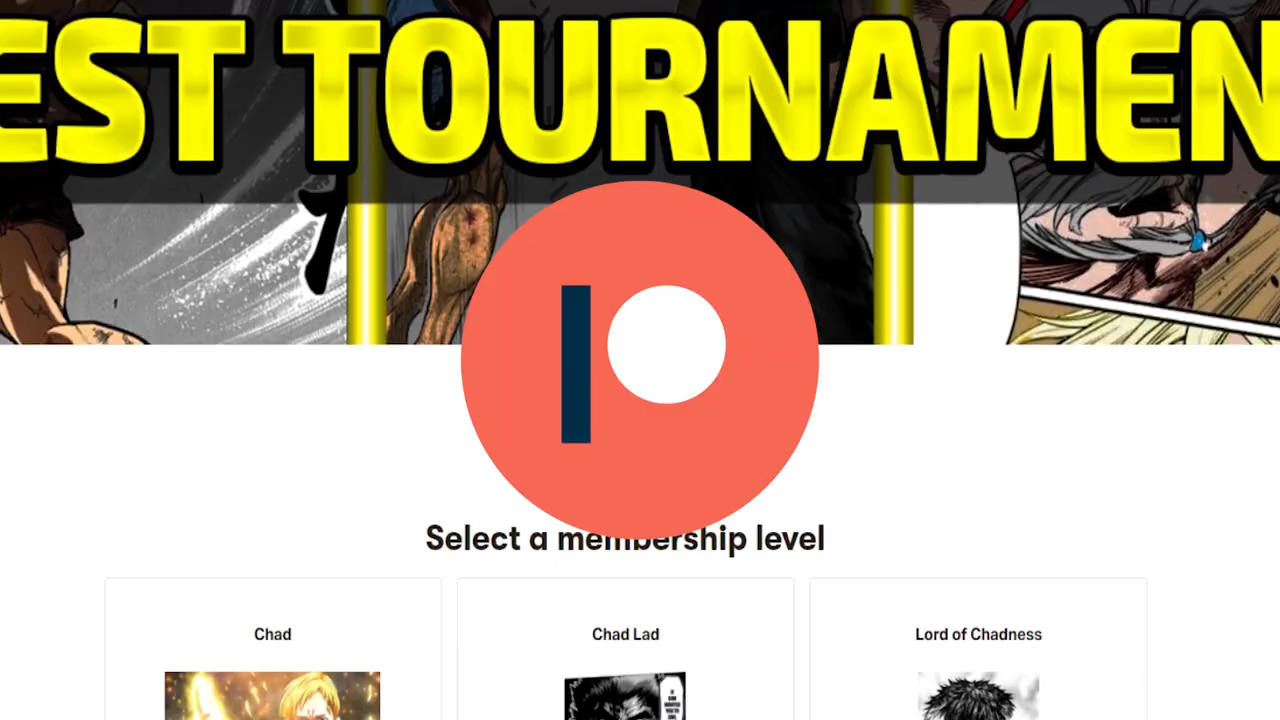 EST TOURNAMEN
Select a membership level
Chad
Chad Lad
Lord of Chadness